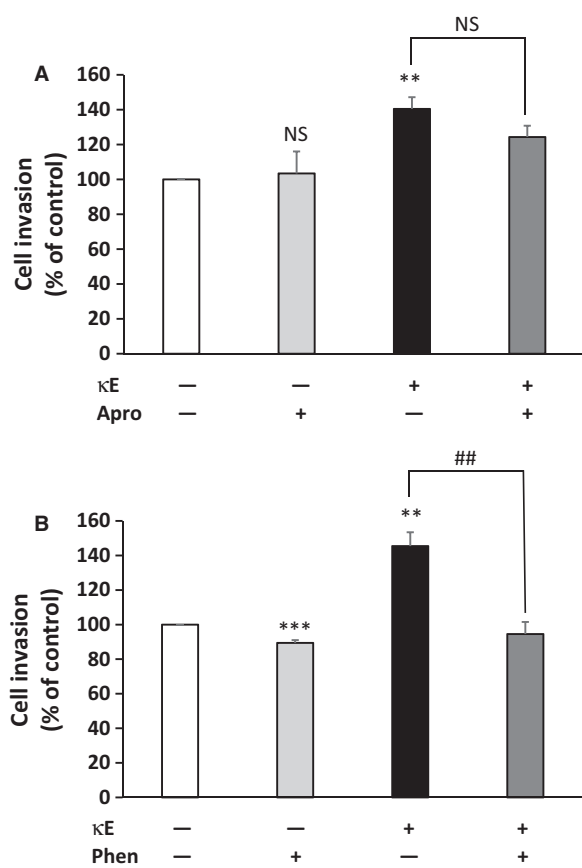 NS
A
160
140
120
100
80
60
40
20
0
Cell invasion
(% of control)
NS
**
κE — — + +
Apro — + — +
##
B
160
140
120
100
80
60
40
20
0
Cell invasion
(% of control)
***
**
κE — — + +
Phen — + — +